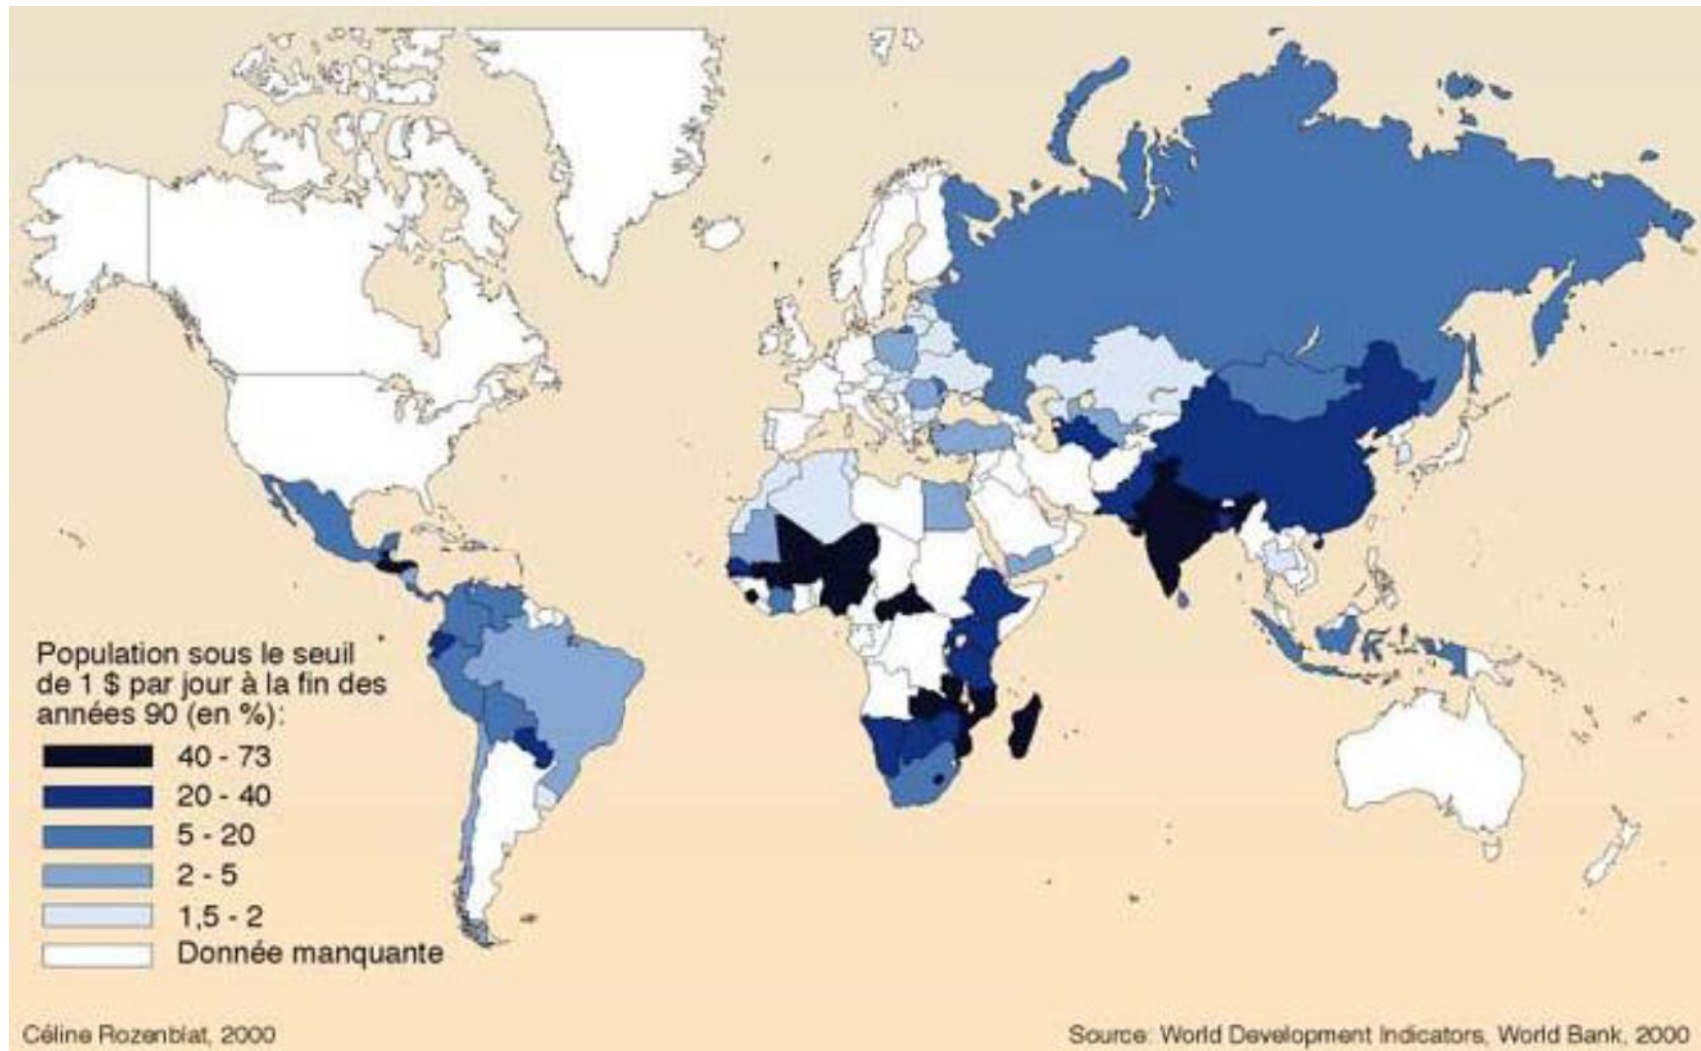 Population sous le seuil
de 1 $ par jour à la fin des
années 90 (en %):
40 - 73
20 - 40
5 - 20
2 - 5
1,5 - 2
Donnée manquante
Céline Rozenblat, 2000
Source: World Development Indicators, World Bank, 2000